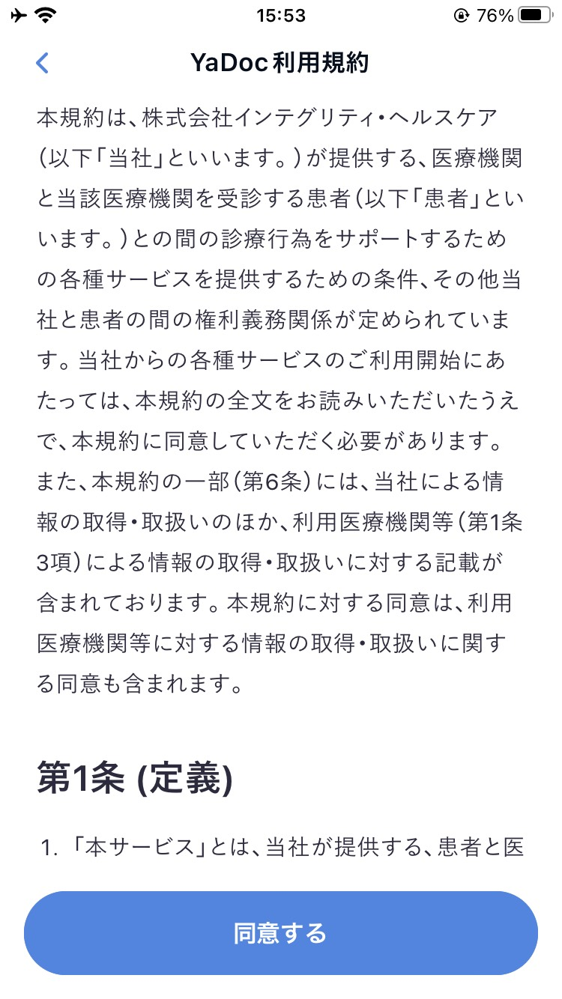 15:53
76%
YaDoc利用規約
本規約は、株式会社インテグリティ・ヘルスケア
(以下「当社」といいます。)が提供する、医療機関
と当該医療機関を受診する患者(以下「患者」とい
います。)との間の診療行為をサポートするため
の各種サービスを提供するための条件、その他当
社と患者の間の権利義務関係が定められていま
す。当社からの各種サービスのご利用開始にあ
たっては、本規約の全文をお読みいただいたうえ
で、本規約に同意していただく必要があります。
また、本規約の一部(第6条)には、当社による情
報の取得・取扱いのほか、利用医療機関等(第1条
3項)による情報の取得・取扱いに対する記載が
含まれております。本規約に対する同意は、利用
医療機関等に対する情報の取得・取扱いに関す
る同意も含まれます。
第1条 (定義)
1. 「本サービス」とは、当社が提供する、患者と医
同意する